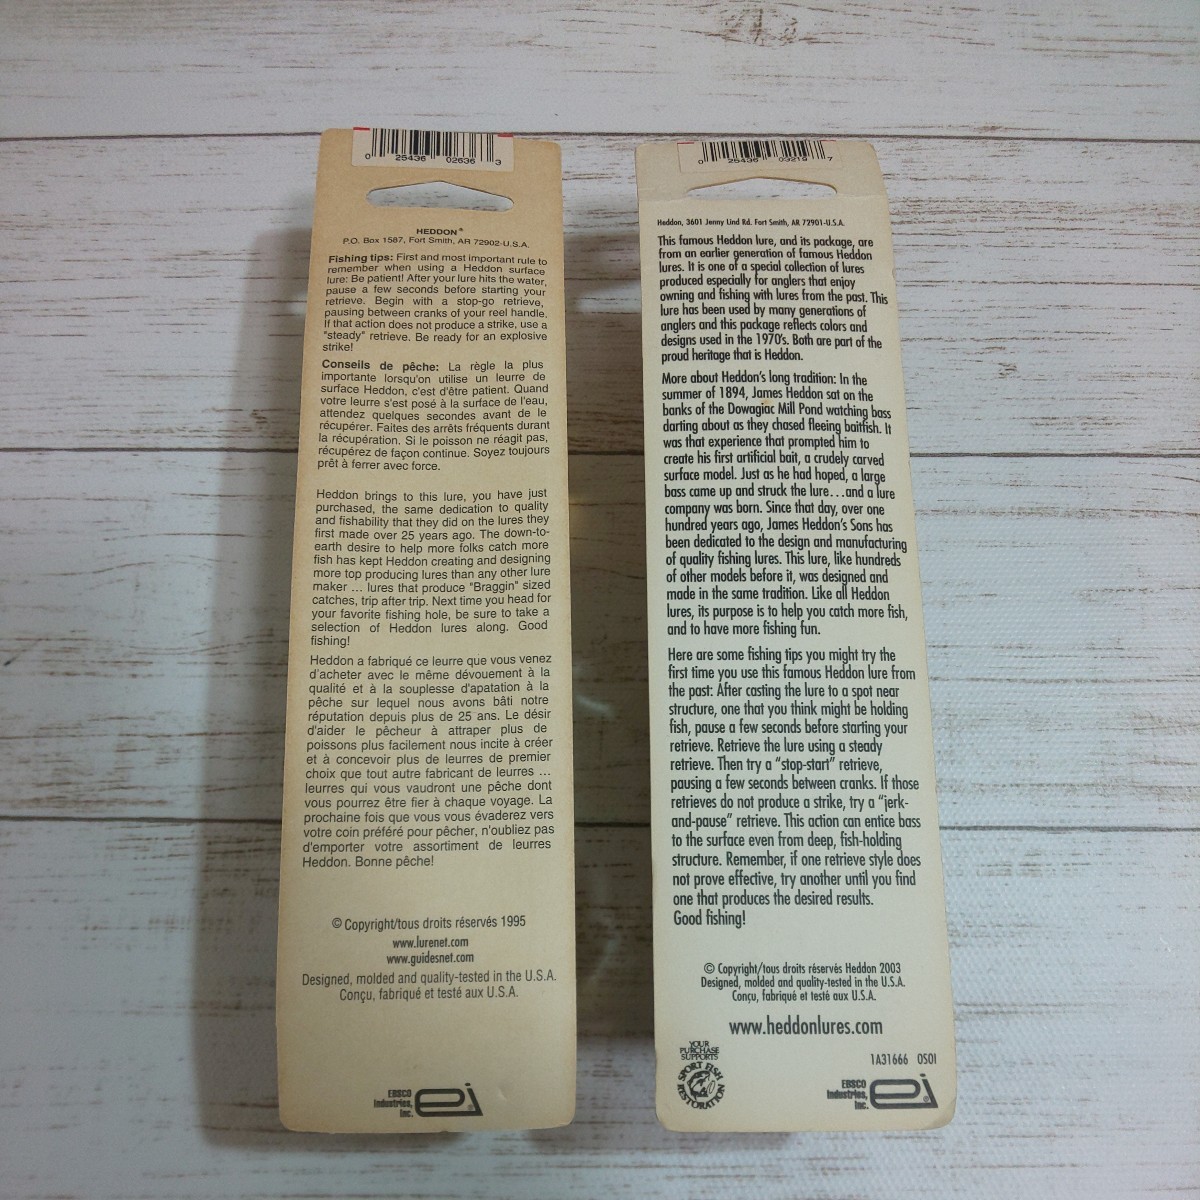 0 25436 02636 3
HEDDON®
P.O. Box 1587, Fort Smith, AR 72902-U.S.A.
Fishing tips: First and most important rule to
remember when using a Heddon surface
lure: Be patient! After your lure hits the water,
pause a few seconds before starting your
retrieve. Begin with a stop-go retrieve,
pausing between cranks of your reel handle.
If that action does not produce a strike, use a
"steady" retrieve. Be ready for an explosive
strike!
Conseils de pêche: La règle la plus
importante lorsqu'on utilise un leurre de
surface Heddon, c'est d'être patient. Quand
votre leurre s'est posé à la surface de l'eau,
attendez quelques secondes avant de le
récupérer. Faites des arrêts fréquents durant
la récupération. Si le poisson ne réagit pas,
récupérez de façon continue. Soyez toujours
prêt à ferrer avec force.
Heddon brings to this lure, you have just
purchased, the same dedication to quality
and fishability that they did on the lures they
first made over 25 years ago. The down-to-
earth desire to help more folks catch more
fish has kept Heddon creating and designing
more top producing lures than any other lure
maker ... lures that produce "Braggin" sized
catches, trip after trip. Next time you head for
your favorite fishing hole, be sure to take a
selection of Heddon lures along. Good
fishing!
Heddon a fabriqué ce leurre que vous venez
d'acheter avec le même dévouement à la
qualité et à la souplesse d'apatation à la
pêche sur lequel nous avons bâti notre
réputation depuis plus de 25 ans. Le désir
d'aider le pêcheur à attraper plus de
poissons plus facilement nous incite à créer
et à concevoir plus de leurres de premier
choix que tout autre fabricant de leurres ...
leurres qui vous vaudront une pêche dont
vous pourrez être fier à chaque voyage. La
prochaine fois que vous vous évaderez vers
votre coin préféré pour pêcher, n'oubliez pas
d'emporter votre assortiment de leurres
Heddon. Bonne pêche!
© Copyright/tous droits réservés 1995
www.lurenet.com
www.guidesnet.com
Designed, molded and quality-tested in the U.S.A.
Conçu, fabriqué et testé aux U.S.A.
EBSCO
Industries,
Inc.
ei
0 25436 03219 7
Heddon, 3601 Jenny Lind Rd. Fort Smith, AR 72901-U.S.A.
This famous Heddon lure, and its package, are
from an earlier generation of famous Heddon
lures. It is one of a special collection of lures
produced especially for anglers that enjoy
owning and fishing with lures from the past. This
lure has been used by many generations of
anglers and this package reflects colors and
designs used in the 1970's. Both are part of the
proud heritage that is Heddon.
More about Heddon's long tradition: In the
summer of 1894, James Heddon sat on the
banks of the Dowagiac Mill Pond watching bass
darting about as they chased fleeing baitfish. It
was that experience that prompted him to
create his first artificial bait, a crudely carved
surface model. Just as he had hoped, a large
bass came up and struck the lure...and a lure
company was born. Since that day, over one
hundred years ago, James Heddon's Sons has
been dedicated to the design and manufacturing
of quality fishing lures. This lure, like hundreds
of other models before it, was designed and
made in the same tradition. Like all Heddon
lures, its purpose is to help you catch more fish,
and to have more fishing fun.
Here are some fishing tips you might try the
first time you use this famous Heddon lure from
the past: After casting the lure to a spot near
structure, one that you think might be holding
fish, pause a few seconds before starting your
retrieve. Retrieve the lure using a steady
retrieve. Then try a "stop-start" retrieve,
pausing a few seconds between cranks. If those
retrieves do not produce a strike, try a "jerk-
and-pause" retrieve. This action can entice bass
to the surface even from deep, fish-holding
structure. Remember, if one retrieve style does
not prove effective, try another until you find
one that produces the desired results.
Good fishing!
© Copyright/tous droits réservés Heddon 2003
Designed, molded and quality-tested in the U.S.A.
Conçu, fabriqué et testé aux U.S.A.
www.heddonlures.com
YOUR
PURCHASE
SUPPORTS
SPORT FISH
RESTORATION
1A31666 0S01
EBSCO
Industries,
Inc.
ei